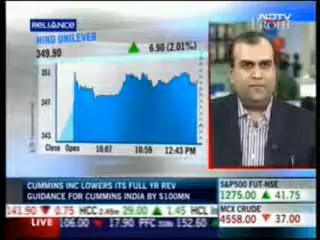 RELIANCE
NDTV
PROFIT
HIND UNILEVER
349.90
6.90 (2.01%)
351
347
343
Close Open 10:07 10:59 12:43 PM
CUMMINS INC LOWERS ITS FULL YR REV
GUIDANCE FOR CUMMINS INDIA BY $100MN
S&P500 FUT-NSE
1275.00 41.75
MCX CRUDE
4558.00 37.00
141.90 0.75 HCC 29.00 1.45 HCL
LIVE 106.00 17.90 PFC 152.60